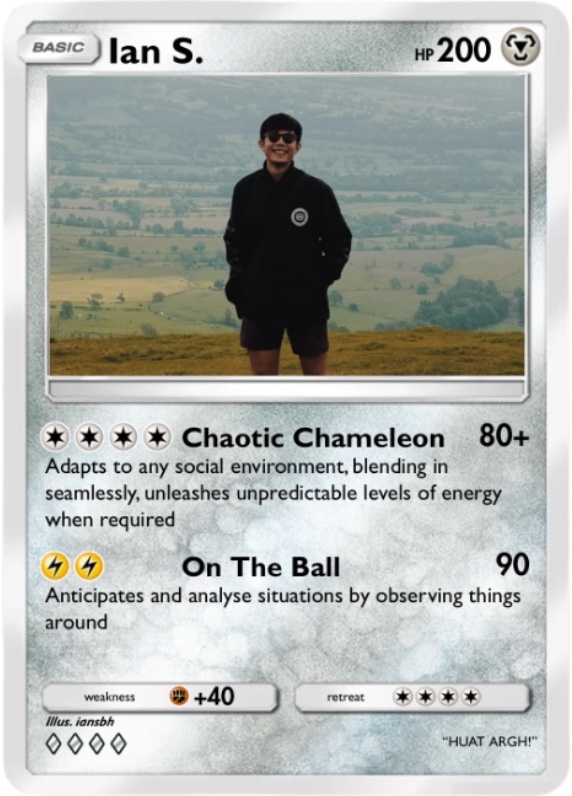 BASIC
Ian S.
HP 200
Chaotic Chameleon 80+
Adapts to any social environment, blending in
seamlessly, unleashes unpredictable levels of energy
when required
On The Ball 90
Anticipates and analyse situations by observing things
around
weakness +40
retreat
Illus. iansbh
“HUAT ARGH!”